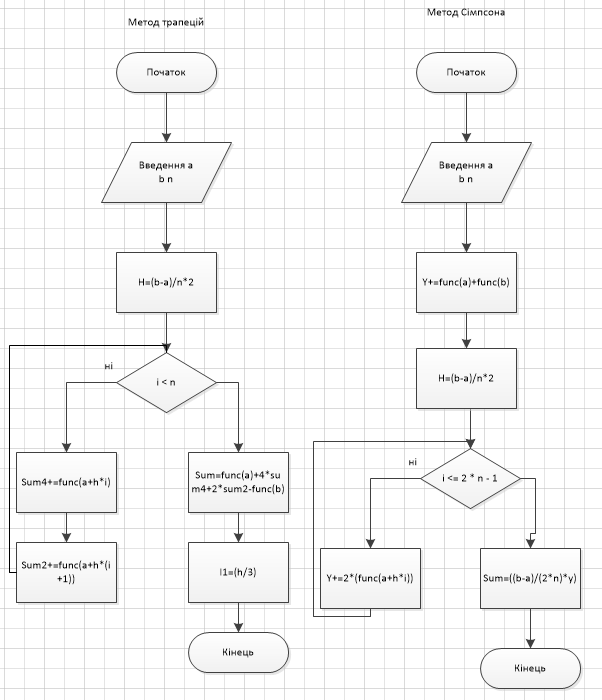 Метод трапецій
Початок
Введення a
b n
H=(b-a)/n*2
ні
i < n
Sum4+=func(a+h*i)
Sum2+=func(a+h*(i
+1))
Sum=func(a)+4*su
m4+2*sum2-func(b)
I1=(h/3)
Кінець
Метод Сімпсона
Початок
Введення a
b n
Y+=func(a)+func(b)
H=(b-a)/n*2
ні
i <= 2 * n - 1
Y+=2*(func(a+h*i))
Sum=((b-a)/(2*n)*y)
Кінець